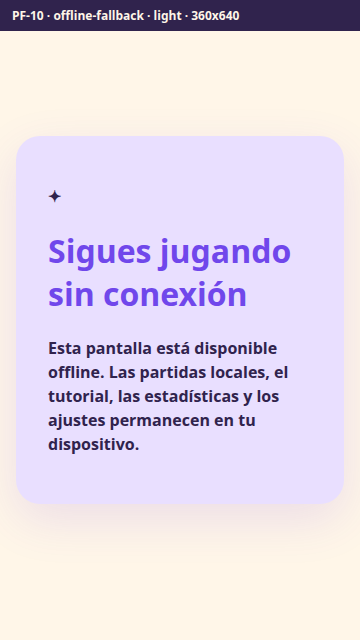 PF-10 · offline-fallback · light · 360x640
✦
Sigues jugando
sin conexión
Esta pantalla está disponible
offline. Las partidas locales, el
tutorial, las estadísticas y los
ajustes permanecen en tu
dispositivo.